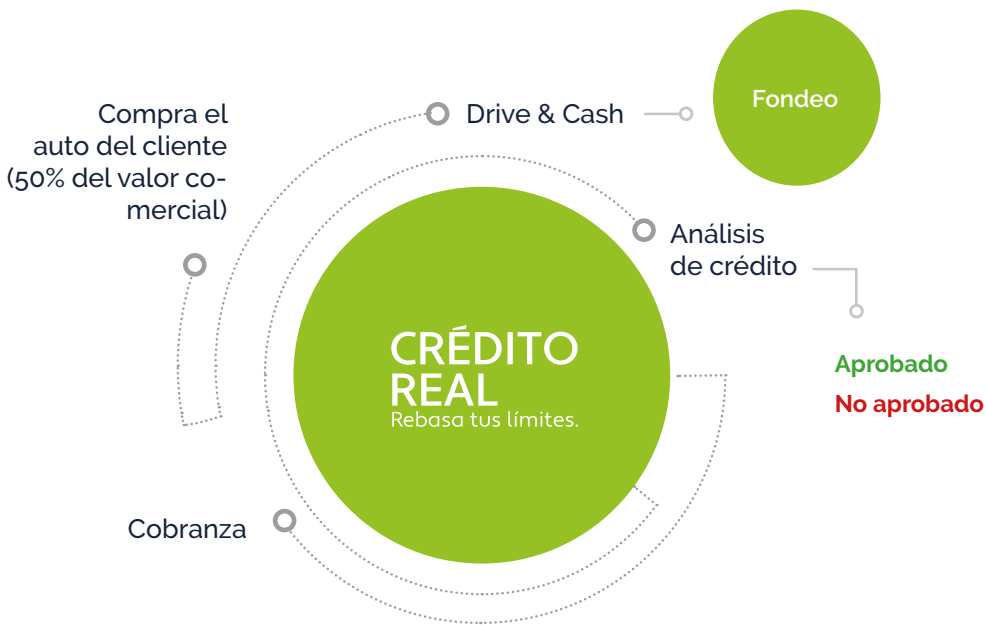 Fondeo
Drive & Cash
Compra el
auto del cliente
(50% del valor co-
mercial)
Análisis
de crédito
CRÉDITO
REAL
Rebasa tus límites.
Aprobado
No aprobado
Cobranza